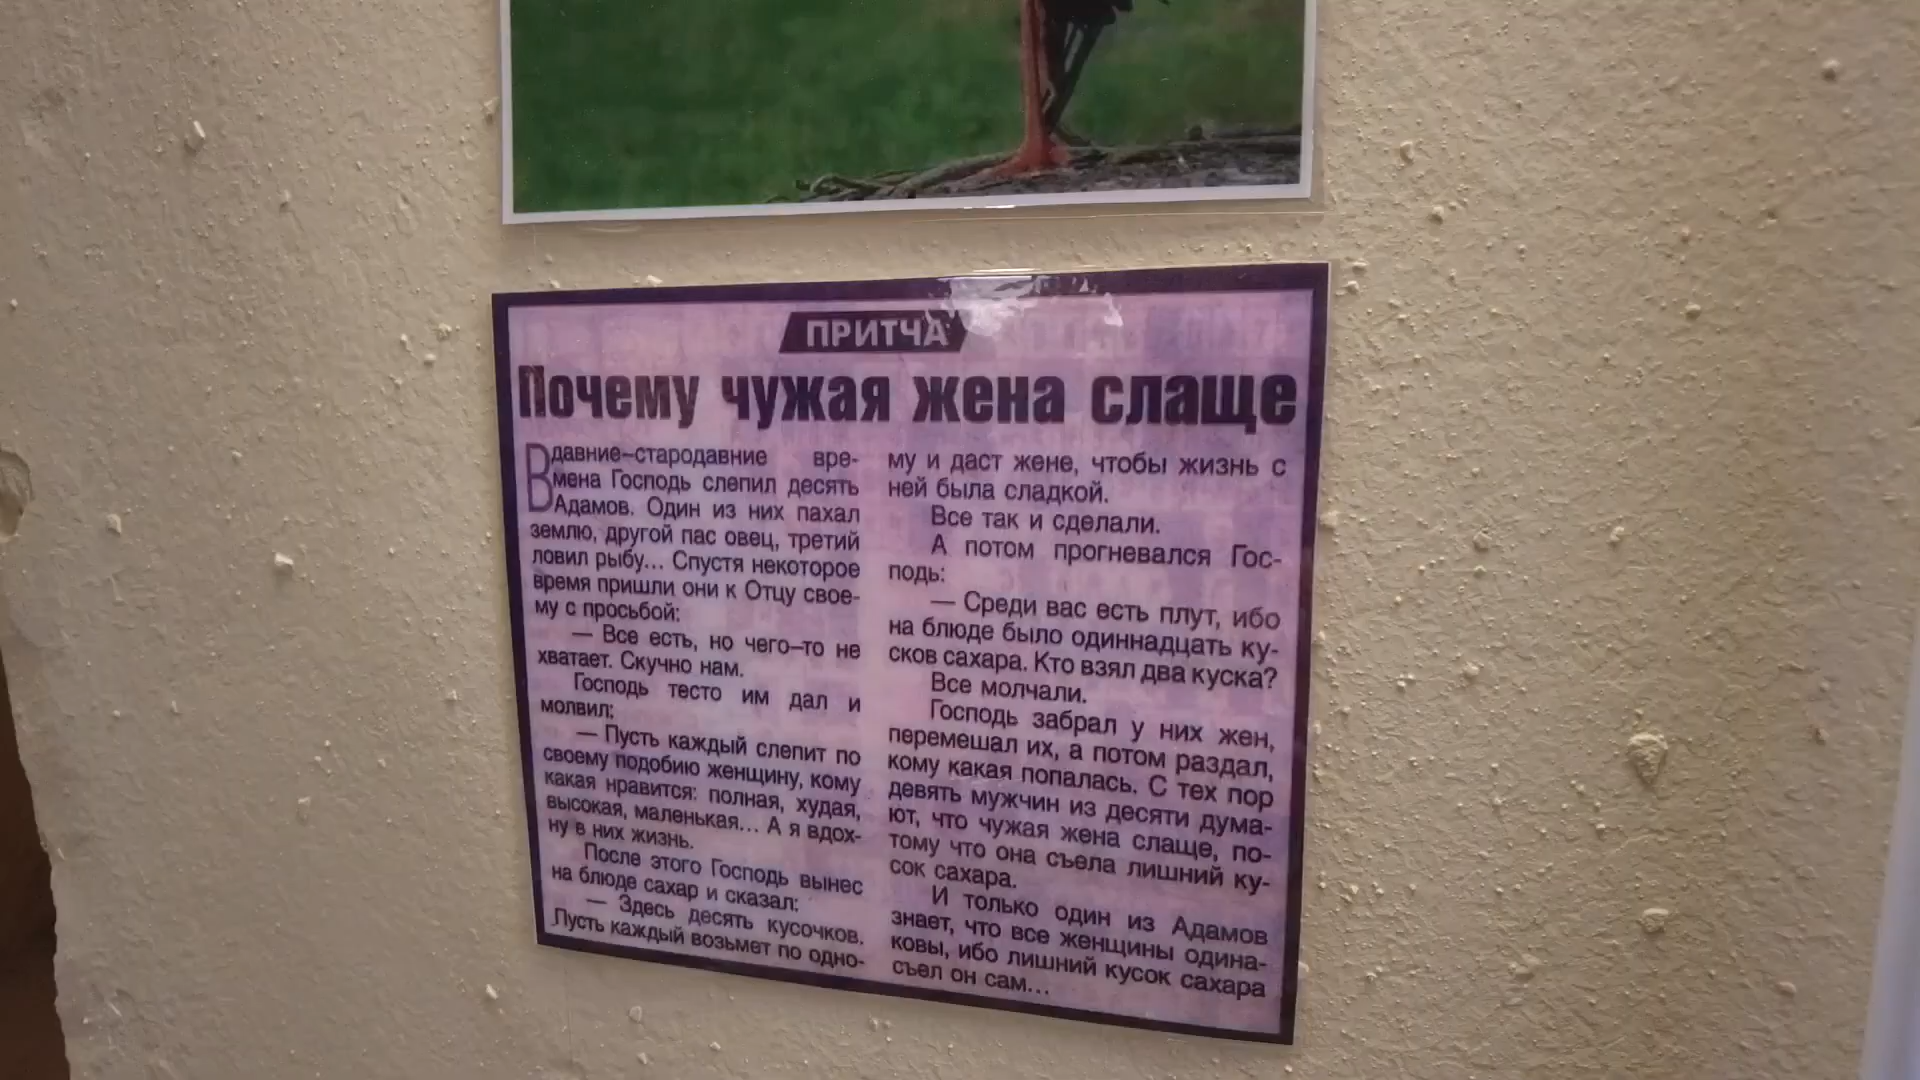 ПРИТЧА
Почему чужая жена слаще
В давние–стародавние вре-
мена Господь слепил десять
Адамов. Один из них пахал
землю, другой пас овец, третий
ловил рыбу... Спустя некоторое
время пришли они к Отцу свое-
му с просьбой:
— Все есть, но чего–то не
хватает. Скучно нам.
Господь тесто им дал и
молвил:
— Пусть каждый слепит по
своему подобию женщину, кому
какая нравится: полная, худая,
высокая, маленькая... А я вдох-
ну в них жизнь.
После этого Господь вынес
на блюде сахар и сказал:
— Здесь десять кусочков.
Пусть каждый возьмет по одно-
му и даст жене, чтобы жизнь с
ней была сладкой.
Все так и сделали.
А потом прогневался Гос-
подь:
— Среди вас есть плут, ибо
на блюде было одиннадцать ку-
сков сахара. Кто взял два куска?
Все молчали.
Господь забрал у них жен,
перемешал их, а потом раздал,
кому какая попалась. С тех пор
девять мужчин из десяти дума-
ют, что чужая жена слаще, по-
тому что она съела лишний ку-
сок сахара.
И только один из Адамов
знает, что все женщины одина-
ковы, ибо лишний кусок сахара
съел он сам...